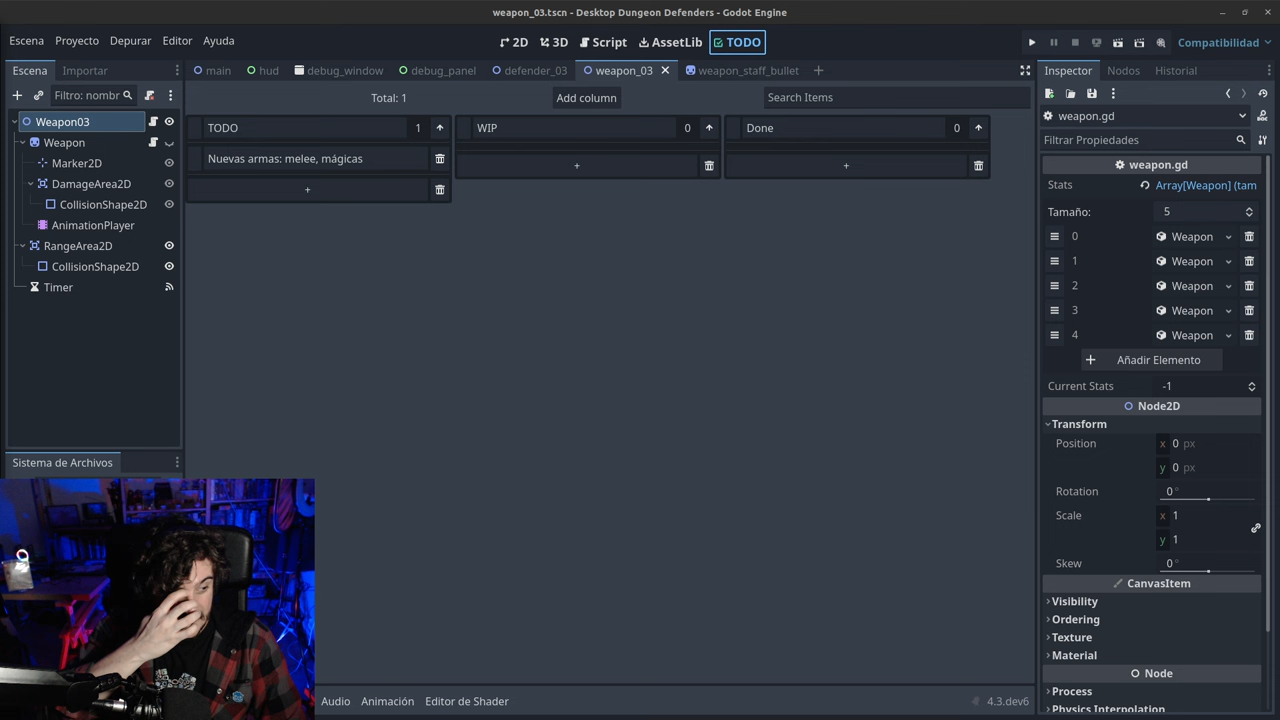 weapon_03.tscn - Desktop Dungeon Defenders - Godot Engine
Escena Proyecto Depurar Editor Ayuda
2D 3D Script AssetLib TODO
Compatibilidad
Escena Importar
main hud debug_window debug_panel defender_03 weapon_03 weapon_staff_bullet
Inspector Nodos Historial
Filtro: nombr
Total: 1 Add column Search Items
weapon.gd
Weapon03
Weapon
Marker2D
DamageArea2D
CollisionShape2D
AnimationPlayer
RangeArea2D
CollisionShape2D
Timer
TODO 1
Nuevas armas: melee, mágicas
+
WIP 0
+
Done 0
+
Filtrar Propiedades
weapon.gd
Stats Array[Weapon] (tam
Tamaño: 5
0 Weapon
1 Weapon
2 Weapon
3 Weapon
4 Weapon
Añadir Elemento
Current Stats -1
Node2D
Transform
Position x 0 px
y 0 px
Rotation 0 °
Scale x 1
y 1
Skew 0 °
CanvasItem
Visibility
Ordering
Texture
Material
Node
Process
Physics Interpolation
Sistema de Archivos
Audio Animación Editor de Shader
4.3.dev6